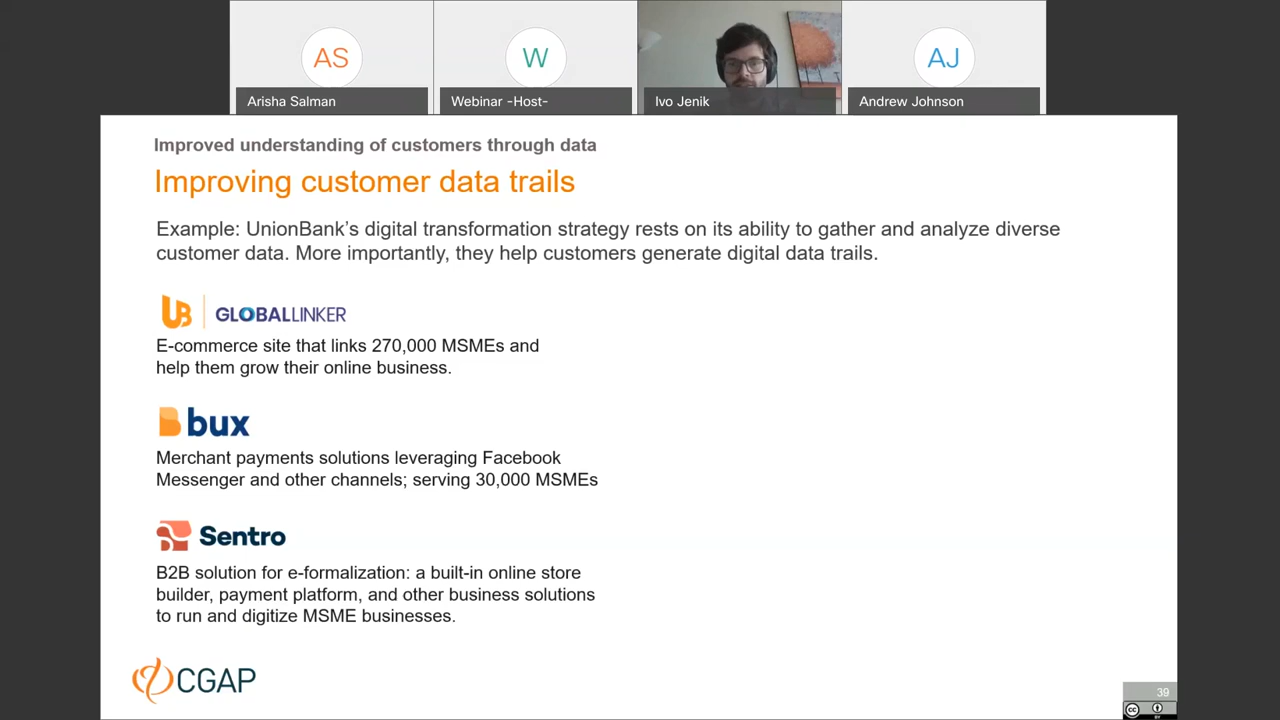 AS
Arisha Salman
W
Webinar -Host-
Ivo Jenik
AJ
Andrew Johnson
Improved understanding of customers through data
Improving customer data trails
Example: UnionBank’s digital transformation strategy rests on its ability to gather and analyze diverse
customer data. More importantly, they help customers generate digital data trails.
UB GLOBALLINKER
E-commerce site that links 270,000 MSMEs and
help them grow their online business.
bux
Merchant payments solutions leveraging Facebook
Messenger and other channels; serving 30,000 MSMEs
Sentro
B2B solution for e-formalization: a built-in online store
builder, payment platform, and other business solutions
to run and digitize MSME businesses.
CGAP
39
cc
BY